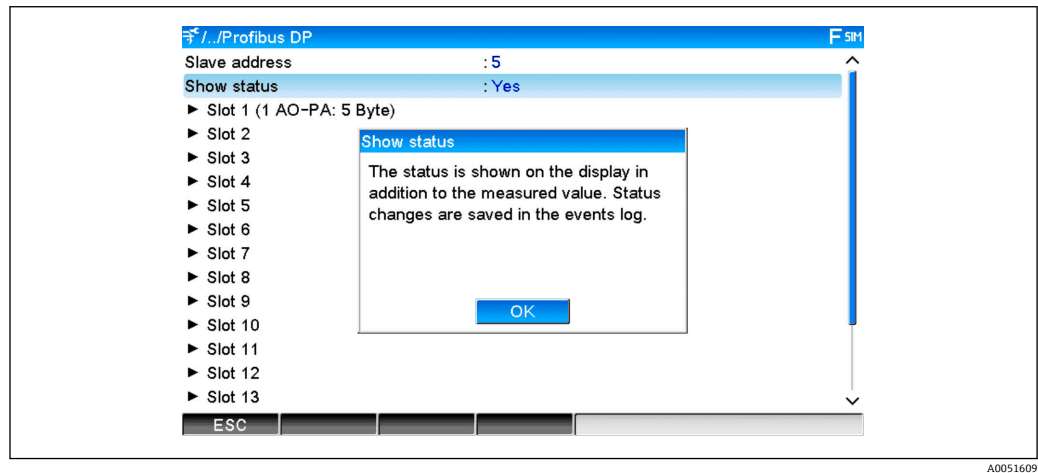 /../Profibus DP
F SIM
Slave address : 5
Show status : Yes
► Slot 1 (1 AO-PA: 5 Byte)
► Slot 2
► Slot 3
► Slot 4
► Slot 5
► Slot 6
► Slot 7
► Slot 8
► Slot 9
► Slot 10
► Slot 11
► Slot 12
► Slot 13
Show status
The status is shown on the display in
addition to the measured value. Status
changes are saved in the events log.
OK
ESC
A0051609